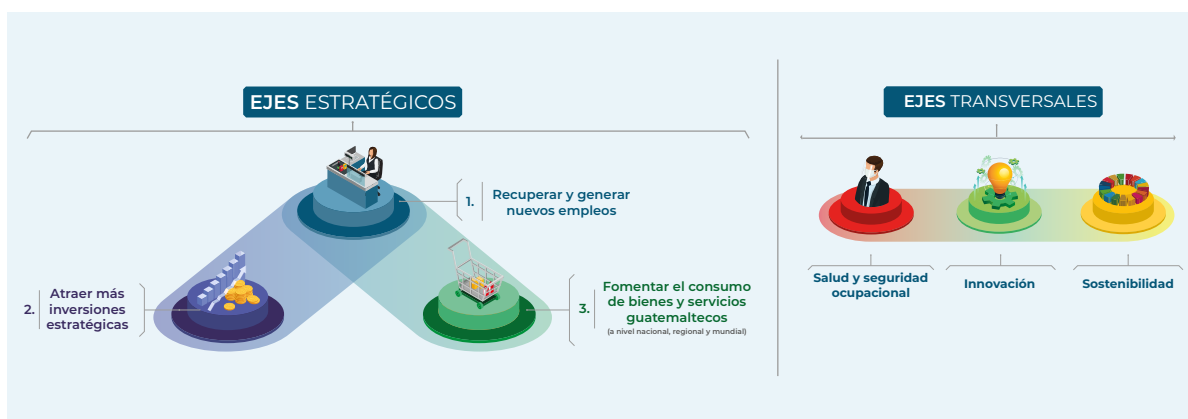 EJES ESTRATÉGICOS
1. Recuperar y generar
nuevos empleos
2. Atraer más
inversiones
estratégicas
3. Fomentar el consumo
de bienes y servicios
guatemaltecos
(a nivel nacional, regional y mundial)
EJES TRANSVERSALES
Salud y seguridad
ocupacional
Innovación
Sostenibilidad